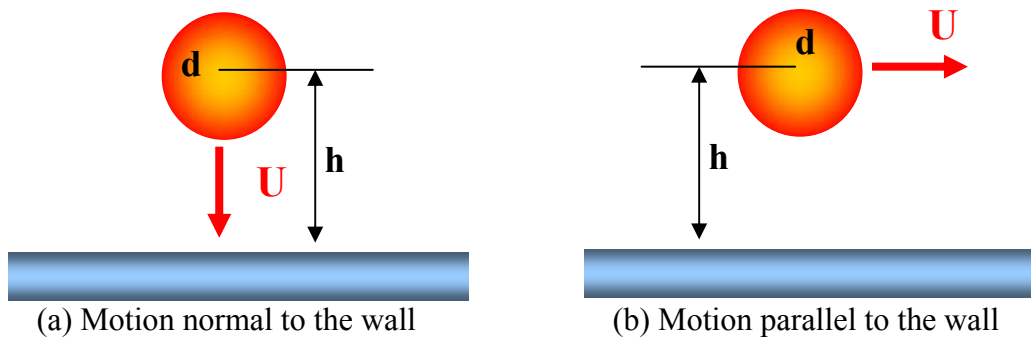 d
h
U
(a) Motion normal to the wall
d
U
h
(b) Motion parallel to the wall